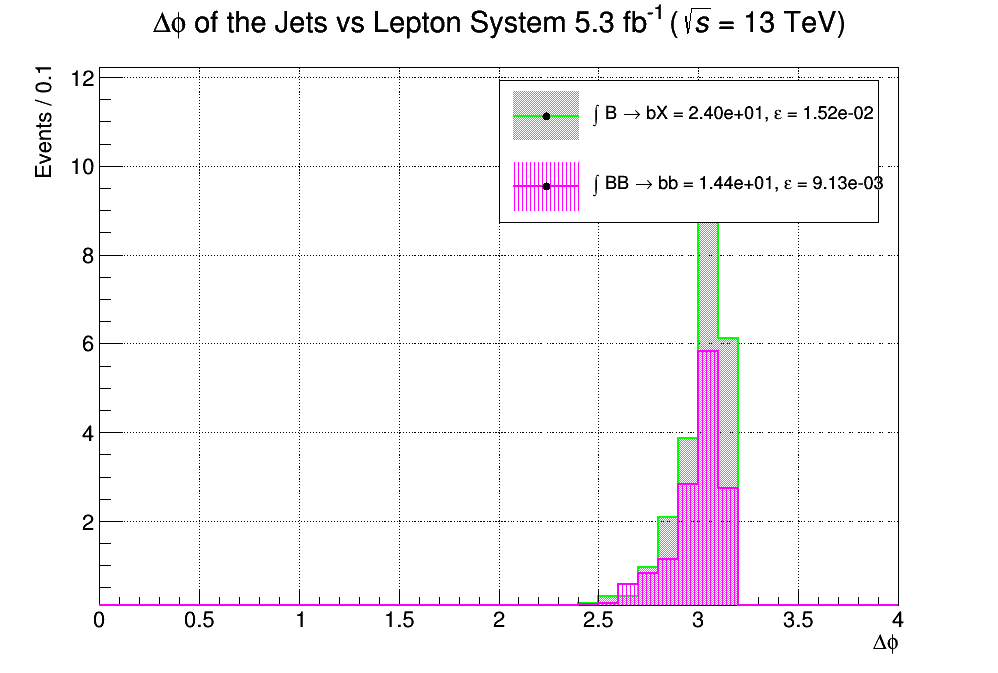 Δϕ of the Jets vs Lepton System 5.3 fb⁻¹ (√s = 13 TeV)
Events / 0.1
12
10
8
6
4
2
∫ B → bX = 2.40e+01, ε = 1.52e-02
∫ BB → bb = 1.44e+01, ε = 9.13e-03
0 0.5 1 1.5 2 2.5 3 3.5 4
Δϕ